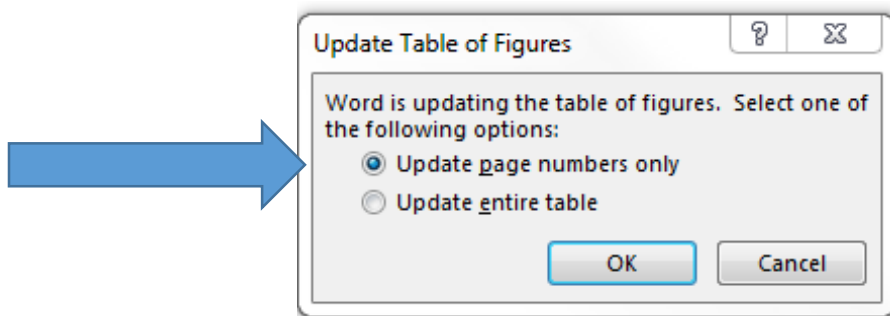 Update Table of Figures
Word is updating the table of figures. Select one of
the following options:
Update page numbers only
Update entire table
OK
Cancel